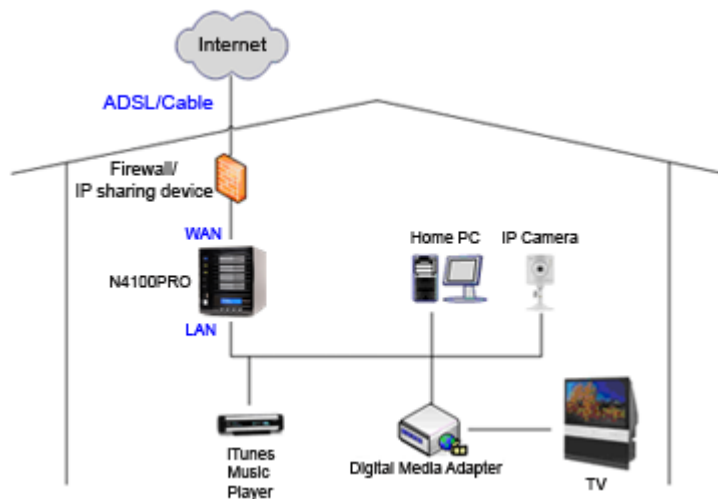 Internet
ADSL/Cable
Firewall/
IP sharing device
WAN
Home PC
IP Camera
N4100PRO
LAN
iTunes
Music
Player
Digital Media Adapter
TV